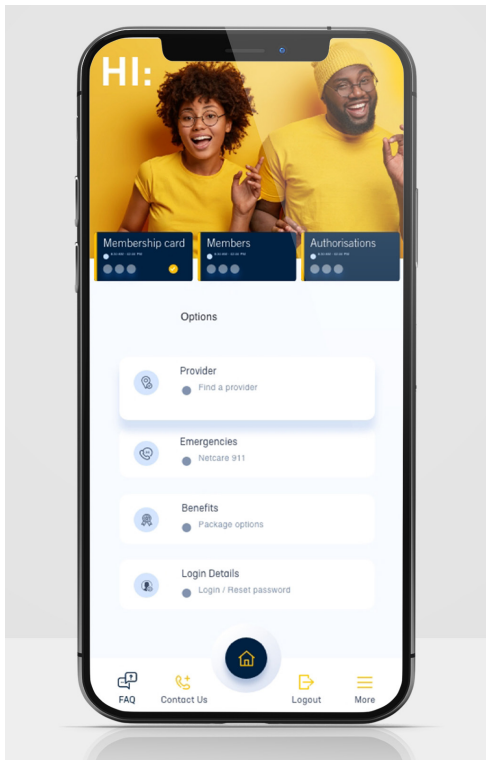 HI:
Membership card
Members
Authorisations
Options
Provider
Find a provider
Emergencies
Netcare 911
Benefits
Package options
Login Details
Login / Reset password
FAQ
Contact Us
Logout
More